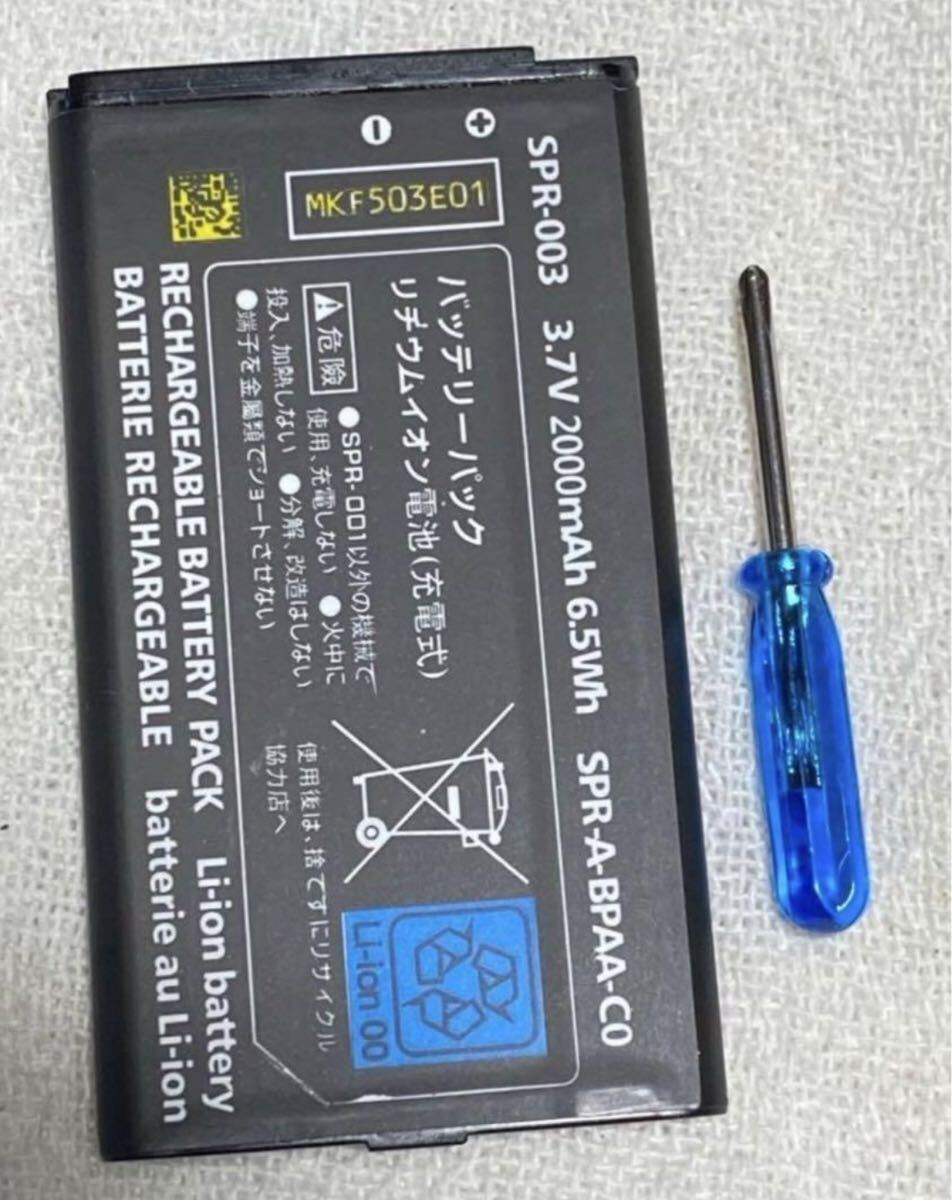 SPR-003 3.7V 2000mAh 6.5Wh SPR-A-BPAA-C0
MKF503E01
バッテリーパック
リチウムイオン電池(充電式)
危険
●SPR-001以外の機械で
使用、充電しない ●火中に
投入、加熱しない ●分解、改造はしない
●端子を金属類でショートさせない
使用後は、捨てずにリサイクル
協力店へ
Li-ion 00
RECHARGEABLE BATTERY PACK Li-ion battery
BATTERIE RECHARGEABLE batterie au Li-ion